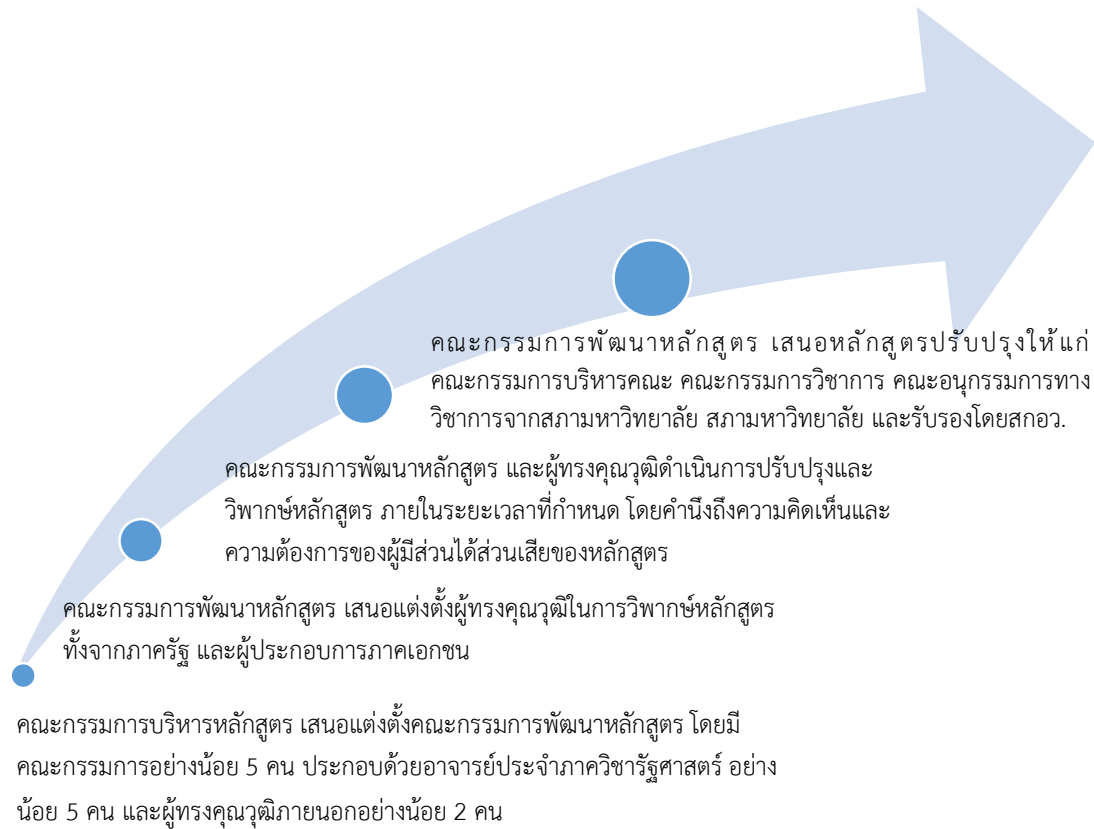 คณะกรรมการพัฒนาหลักสูตร เสนอหลักสูตรปรับปรุงให้แก่
คณะกรรมการบริหารคณะ คณะกรรมการวิชาการ คณะอนุกรรมการทาง
วิชาการจากสภามหาวิทยาลัย สภามหาวิทยาลัย และรับรองโดยสกอว.
คณะกรรมการพัฒนาหลักสูตร และผู้ทรงคุณวุฒิดำเนินการปรับปรุงและ
วิพากษ์หลักสูตร ภายในระยะเวลาที่กำหนด โดยคำนึงถึงความคิดเห็นและ
ความต้องการของผู้มีส่วนได้ส่วนเสียของหลักสูตร
คณะกรรมการพัฒนาหลักสูตร เสนอแต่งตั้งผู้ทรงคุณวุฒิในการวิพากษ์หลักสูตร
ทั้งจากภาครัฐ และผู้ประกอบการภาคเอกชน
คณะกรรมการบริหารหลักสูตร เสนอแต่งตั้งคณะกรรมการพัฒนาหลักสูตร โดยมี
คณะกรรมการอย่างน้อย 5 คน ประกอบด้วยอาจารย์ประจำภาควิชารัฐศาสตร์ อย่าง
น้อย 5 คน และผู้ทรงคุณวุฒิภายนอกอย่างน้อย 2 คน